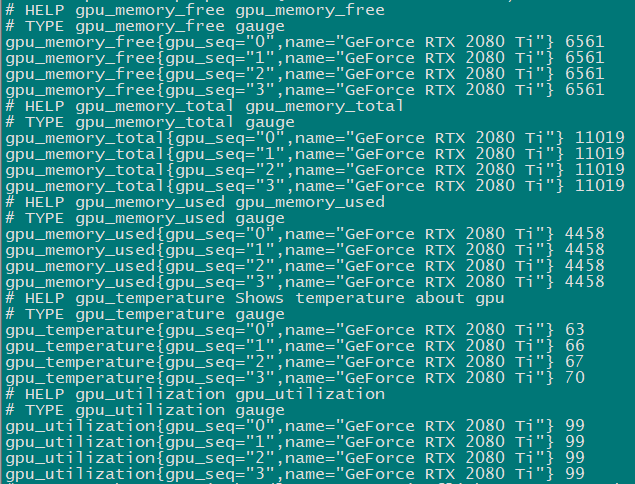 # HELP gpu_memory_free gpu_memory_free
# TYPE gpu_memory_free gauge
gpu_memory_free{gpu_seq="0",name="GeForce RTX 2080 Ti"} 6561
gpu_memory_free{gpu_seq="1",name="GeForce RTX 2080 Ti"} 6561
gpu_memory_free{gpu_seq="2",name="GeForce RTX 2080 Ti"} 6561
gpu_memory_free{gpu_seq="3",name="GeForce RTX 2080 Ti"} 6561
# HELP gpu_memory_total gpu_memory_total
# TYPE gpu_memory_total gauge
gpu_memory_total{gpu_seq="0",name="GeForce RTX 2080 Ti"} 11019
gpu_memory_total{gpu_seq="1",name="GeForce RTX 2080 Ti"} 11019
gpu_memory_total{gpu_seq="2",name="GeForce RTX 2080 Ti"} 11019
gpu_memory_total{gpu_seq="3",name="GeForce RTX 2080 Ti"} 11019
# HELP gpu_memory_used gpu_memory_used
# TYPE gpu_memory_used gauge
gpu_memory_used{gpu_seq="0",name="GeForce RTX 2080 Ti"} 4458
gpu_memory_used{gpu_seq="1",name="GeForce RTX 2080 Ti"} 4458
gpu_memory_used{gpu_seq="2",name="GeForce RTX 2080 Ti"} 4458
gpu_memory_used{gpu_seq="3",name="GeForce RTX 2080 Ti"} 4458
# HELP gpu_temperature Shows temperature about gpu
# TYPE gpu_temperature gauge
gpu_temperature{gpu_seq="0",name="GeForce RTX 2080 Ti"} 63
gpu_temperature{gpu_seq="1",name="GeForce RTX 2080 Ti"} 66
gpu_temperature{gpu_seq="2",name="GeForce RTX 2080 Ti"} 67
gpu_temperature{gpu_seq="3",name="GeForce RTX 2080 Ti"} 70
# HELP gpu_utilization gpu_utilization
# TYPE gpu_utilization gauge
gpu_utilization{gpu_seq="0",name="GeForce RTX 2080 Ti"} 99
gpu_utilization{gpu_seq="1",name="GeForce RTX 2080 Ti"} 99
gpu_utilization{gpu_seq="2",name="GeForce RTX 2080 Ti"} 99
gpu_utilization{gpu_seq="3",name="GeForce RTX 2080 Ti"} 99